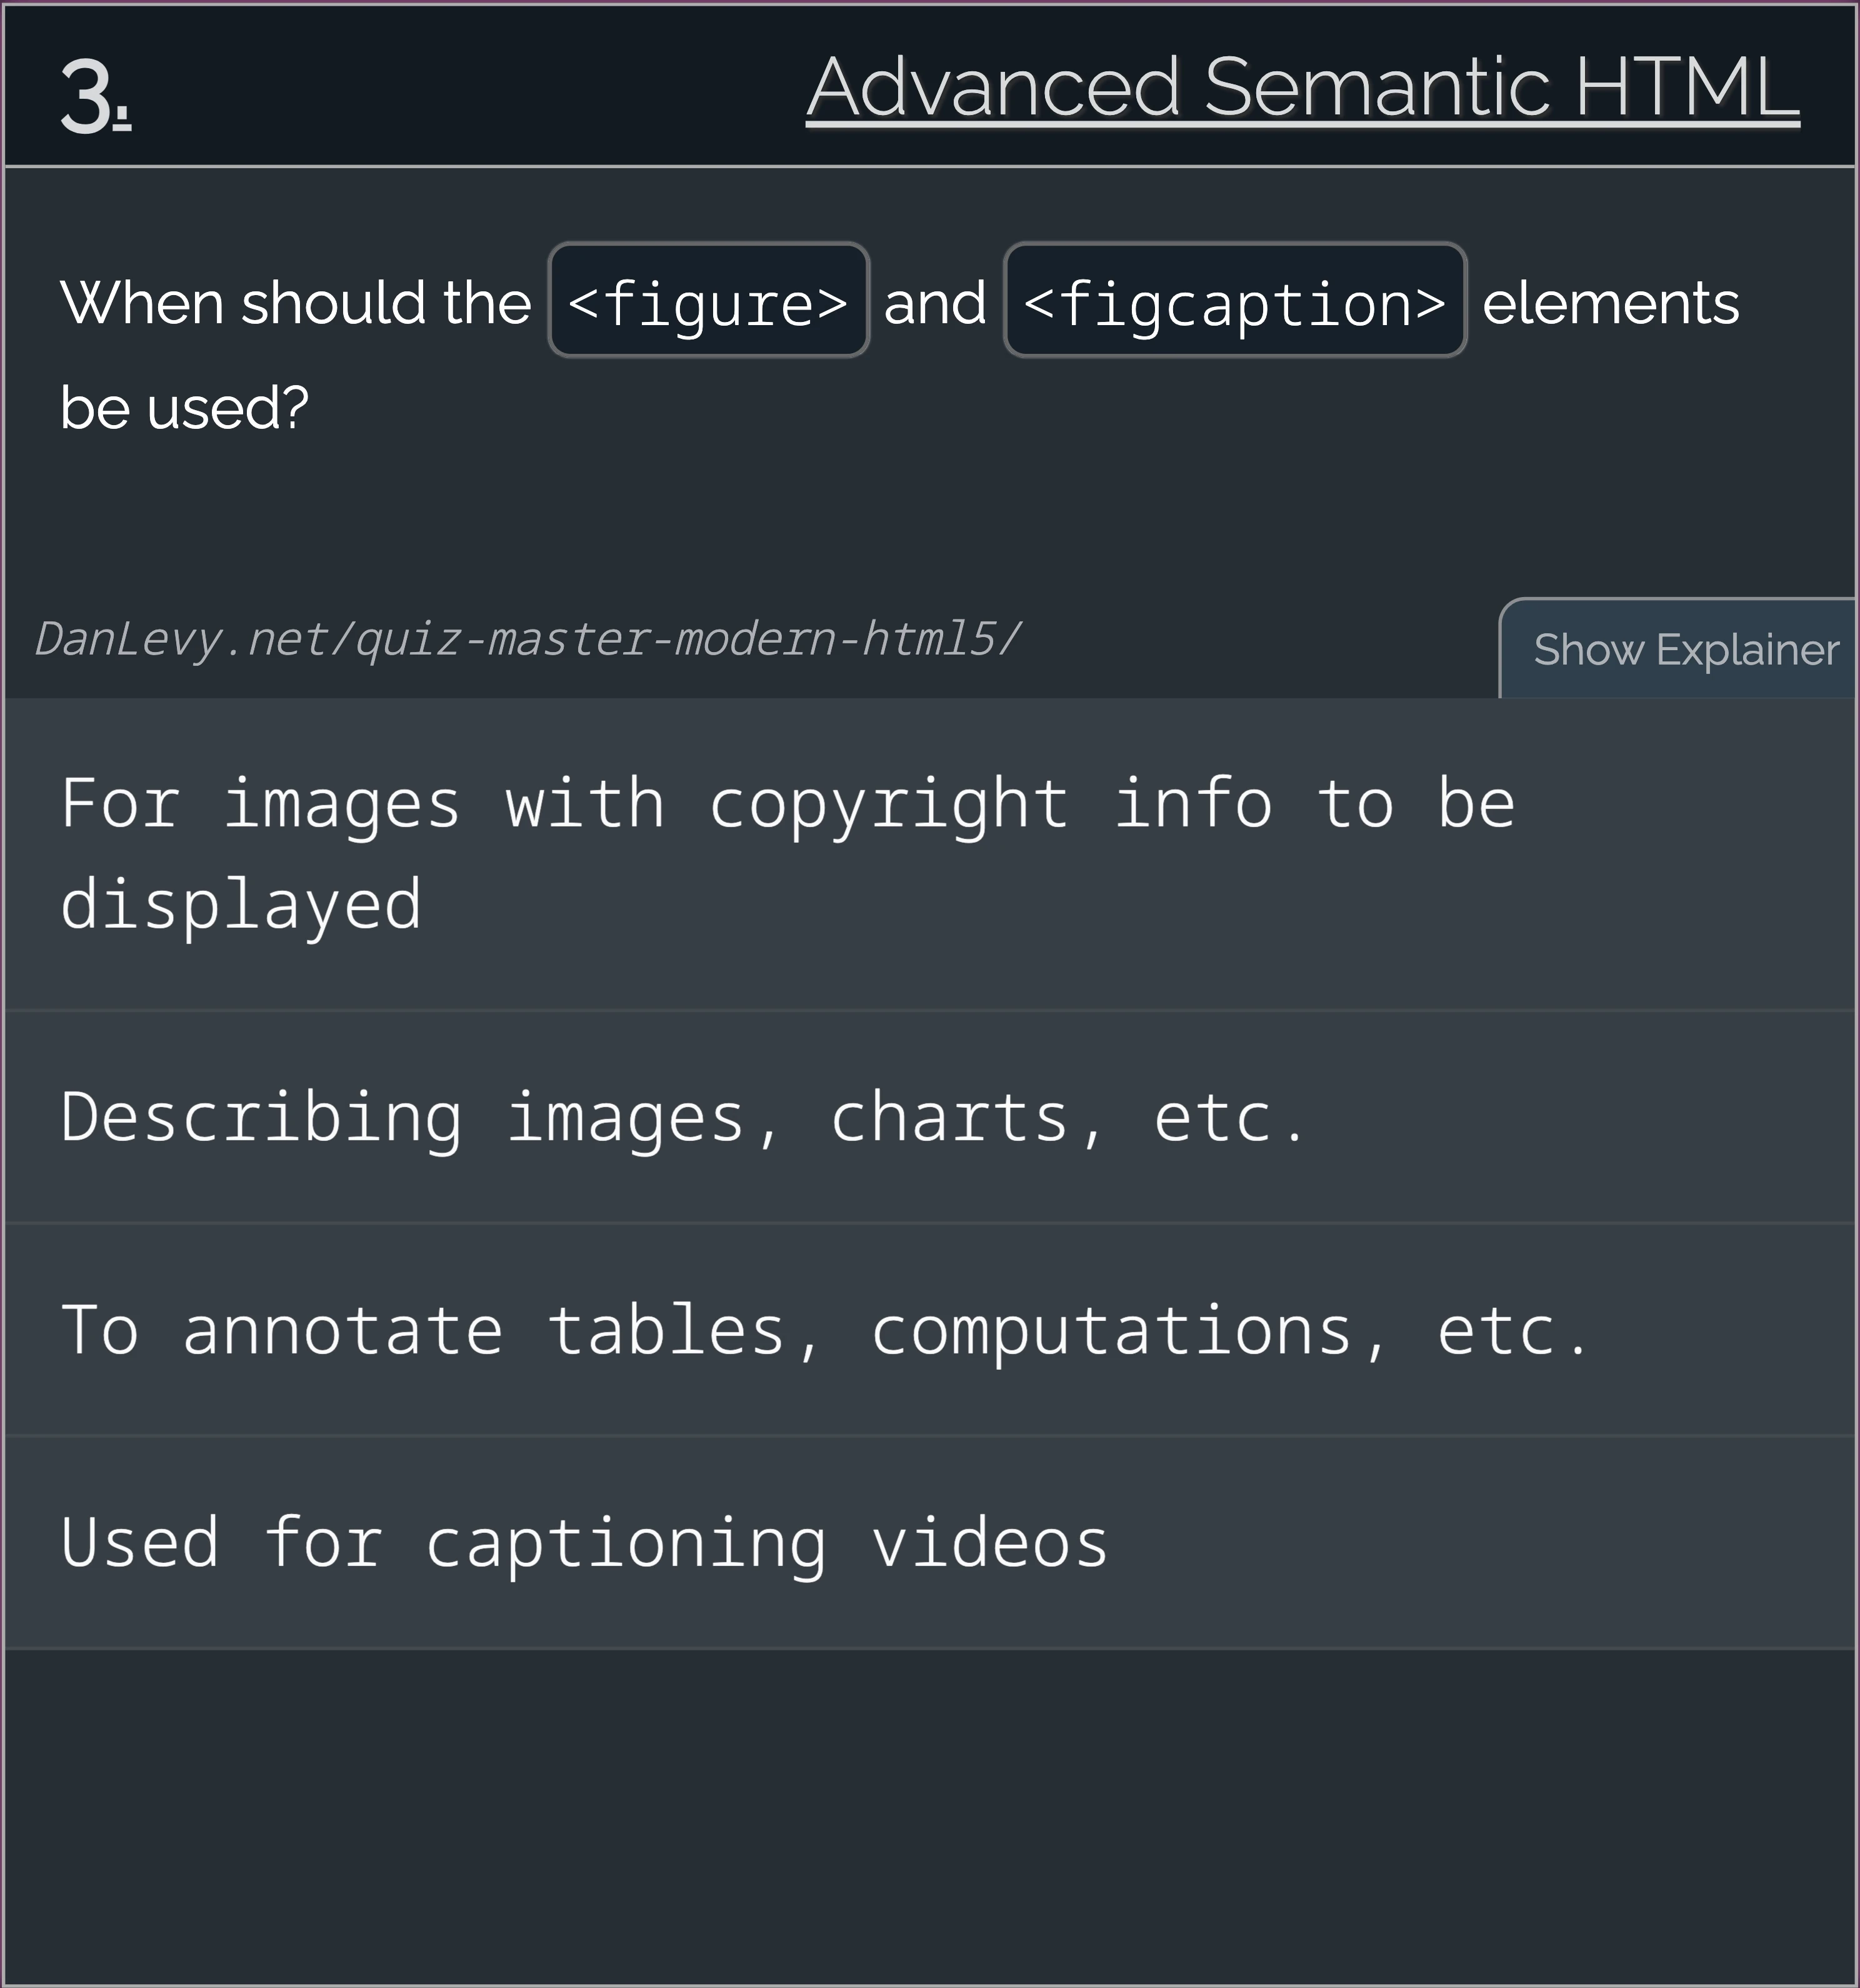 3.
Advanced Semantic HTML
When should the <figure> and <figcaption> elements
be used?
DanLevy.net/quiz-master-modern-html5/
Show Explainer
For images with copyright info to be
displayed
Describing images, charts, etc.
To annotate tables, computations, etc.
Used for captioning videos